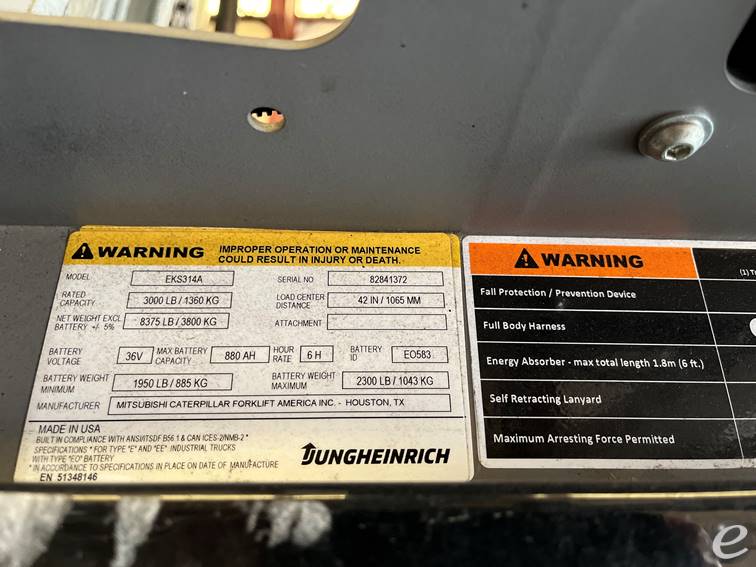 WARNING IMPROPER OPERATION OR MAINTENANCE
COULD RESULT IN INJURY OR DEATH.
MODEL EKS314A SERIAL NO 82841372
RATED CAPACITY 3000 LB / 1360 KG LOAD CENTER DISTANCE 42 IN / 1065 MM
NET WEIGHT EXCL BATTERY +/- 5% 8375 LB / 3800 KG ATTACHMENT
BATTERY VOLTAGE 36V MAX BATTERY CAPACITY 880 AH HOUR RATE 6 H BATTERY ID EO583
BATTERY WEIGHT MINIMUM 1950 LB / 885 KG BATTERY WEIGHT MAXIMUM 2300 LB / 1043 KG
MANUFACTURER MITSUBISHI CATERPILLAR FORKLIFT AMERICA INC. - HOUSTON, TX
MADE IN USA
BUILT IN COMPLIANCE WITH ANSI/ITSDF B56.1 & CAN ICES-2/NMB-2 *
SPECIFICATIONS * FOR TYPE "E" AND "EE" INDUSTRIAL TRUCKS
WITH TYPE "EO" BATTERY
* IN ACCORDANCE TO SPECIFICATIONS IN PLACE ON DATE OF MANUFACTURE
EN 51348146
JUNGHEINRICH
WARNING
(1) T
Fall Protection / Prevention Device
Full Body Harness
Energy Absorber - max total length 1.8m (6 ft.)
Self Retracting Lanyard
Maximum Arresting Force Permitted
e